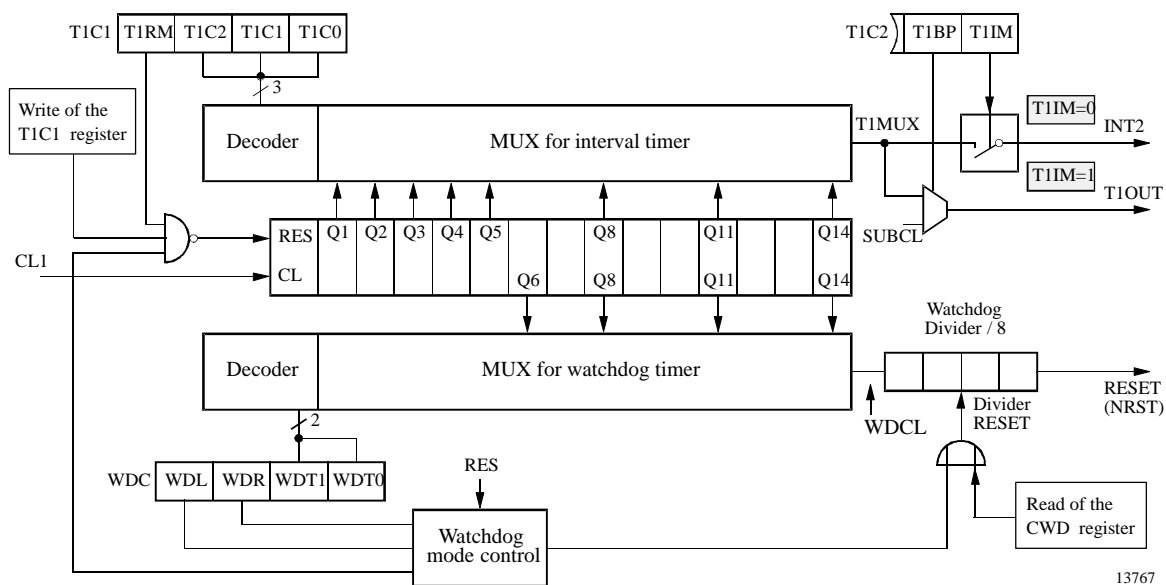 T1C1 T1RM T1C2 T1C1 T1C0
T1C2 T1BP T1IM
3
Write of the
T1C1 register
Decoder
MUX for interval timer
T1MUX
T1IM=0
INT2
T1IM=1
T1OUT
SUBCL
RES Q1 Q2 Q3 Q4 Q5 Q8 Q11 Q14
CL1
CL Q6 Q8 Q11 Q14
Watchdog
Divider / 8
Decoder
MUX for watchdog timer
RESET
(NRST)
Divider
RESET
WDCL
2
WDC WDL WDR WDT1 WDT0
RES
Read of the
CWD register
Watchdog
mode control
13767